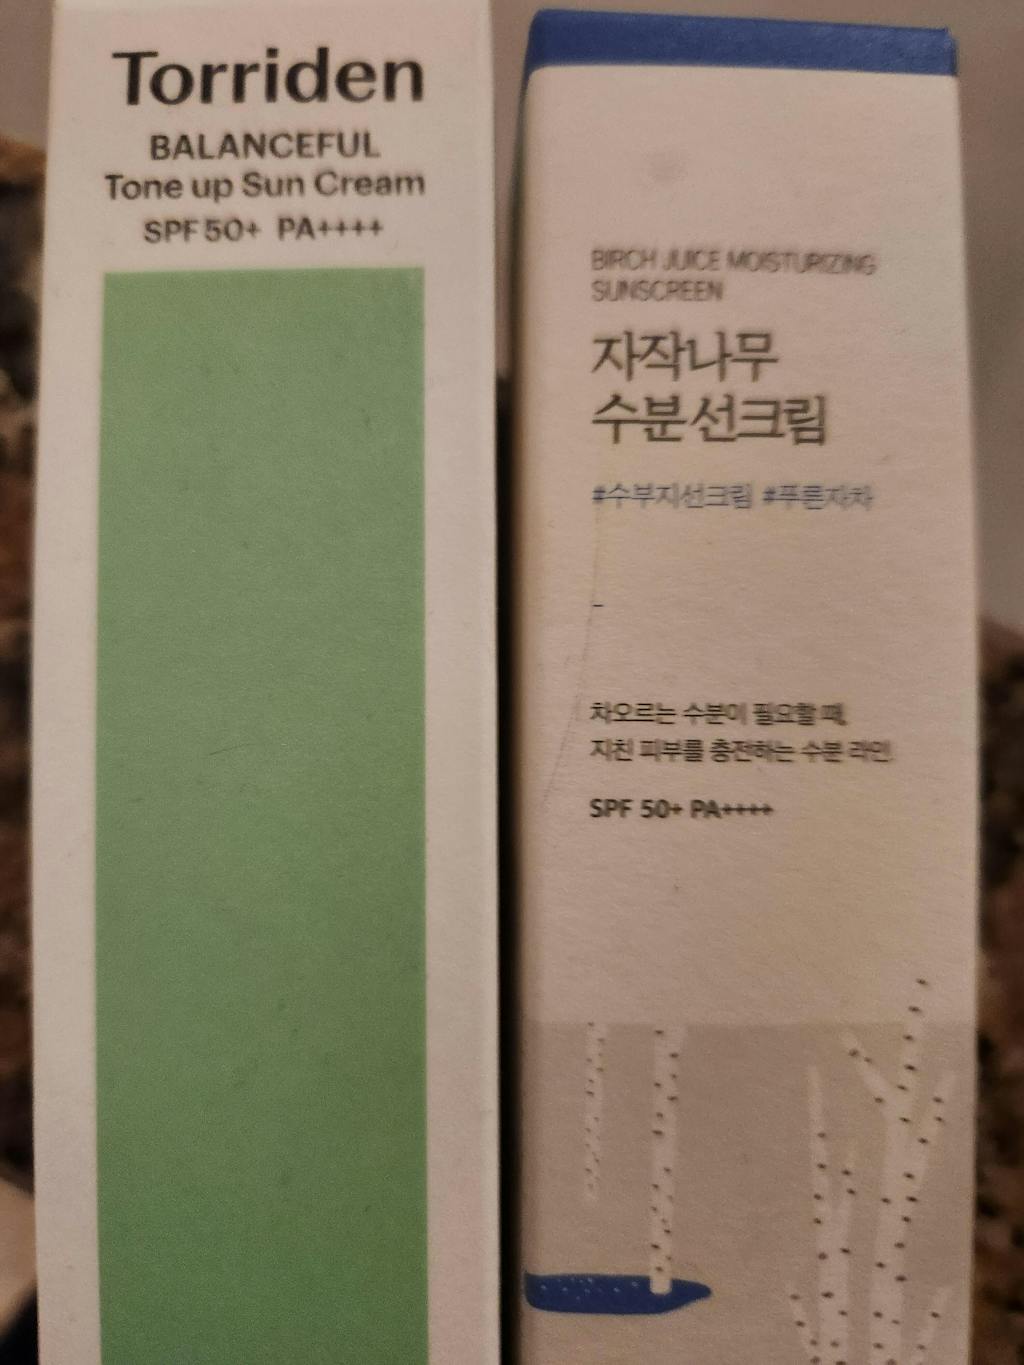 Torriden
BALANCEFUL
Tone up Sun Cream
SPF50+ PA++++
BIRCH JUICE MOISTURIZING
SUNSCREEN
자작나무
수분선크림
#수부지선크림 #푸른자차
-
차오르는 수분이 필요할 때,
지친 피부를 충전하는 수분 라인.
SPF 50+ PA++++